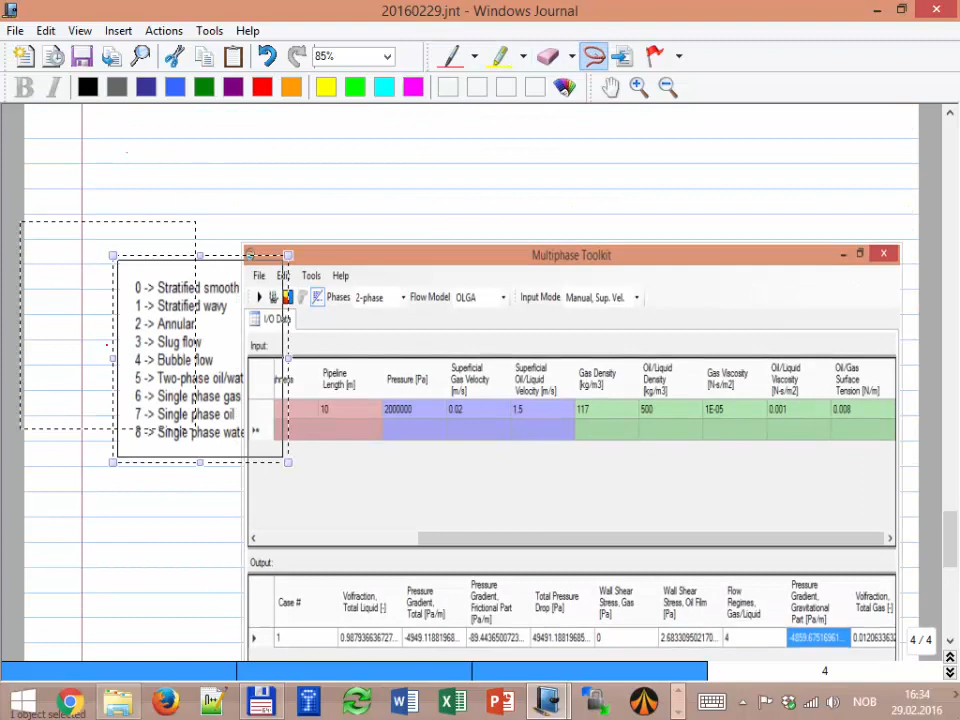 20160229.jnt - Windows Journal
File Edit View Insert Actions Tools Help
85%
B I
Multiphase Toolkit
File Edit Tools Help
Phases 2-phase Flow Model OLGA Input Mode Manual, Sup. Vel.
I/O Data
Input:
Pipeline Length [m] Pressure [Pa] Superficial Gas Velocity [m/s] Superficial Oil/Liquid Velocity [m/s] Gas Density [kg/m3] Oil/Liquid Density [kg/m3] Gas Viscosity [N-s/m2] Oil/Liquid Viscosity [N-s/m2] Oil/Gas Surface Tension [N/m]
10 2000000 0.02 1.5 117 500 1E-05 0.001 0.008
0 -> Stratified smooth
1 -> Stratified wavy
2 -> Annular
3 -> Slug flow
4 -> Bubble flow
5 -> Two-phase oil/wat
6 -> Single phase gas
7 -> Single phase oil
8 -> Single phase wate
Output:
Case # Volfraction, Total Liquid [-] Pressure Gradient, Total [Pa/m] Pressure Gradient, Frictional Part [Pa/m] Total Pressure Drop [Pa] Wall Shear Stress, Gas [Pa] Wall Shear Stress, Oil Film [Pa] Flow Regimes, Gas/Liquid Pressure Gradient, Gravitational Part [Pa/m] Volfraction, Total Gas [-]
1 0.987936636727... -4949.11881968... -89.4436500723... 49491.18819685... 0 2.683309502170... 4 -4859.67516961... 0.0120633632
4 / 4
4
1 object selected
NOB
16:34
29.02.2016